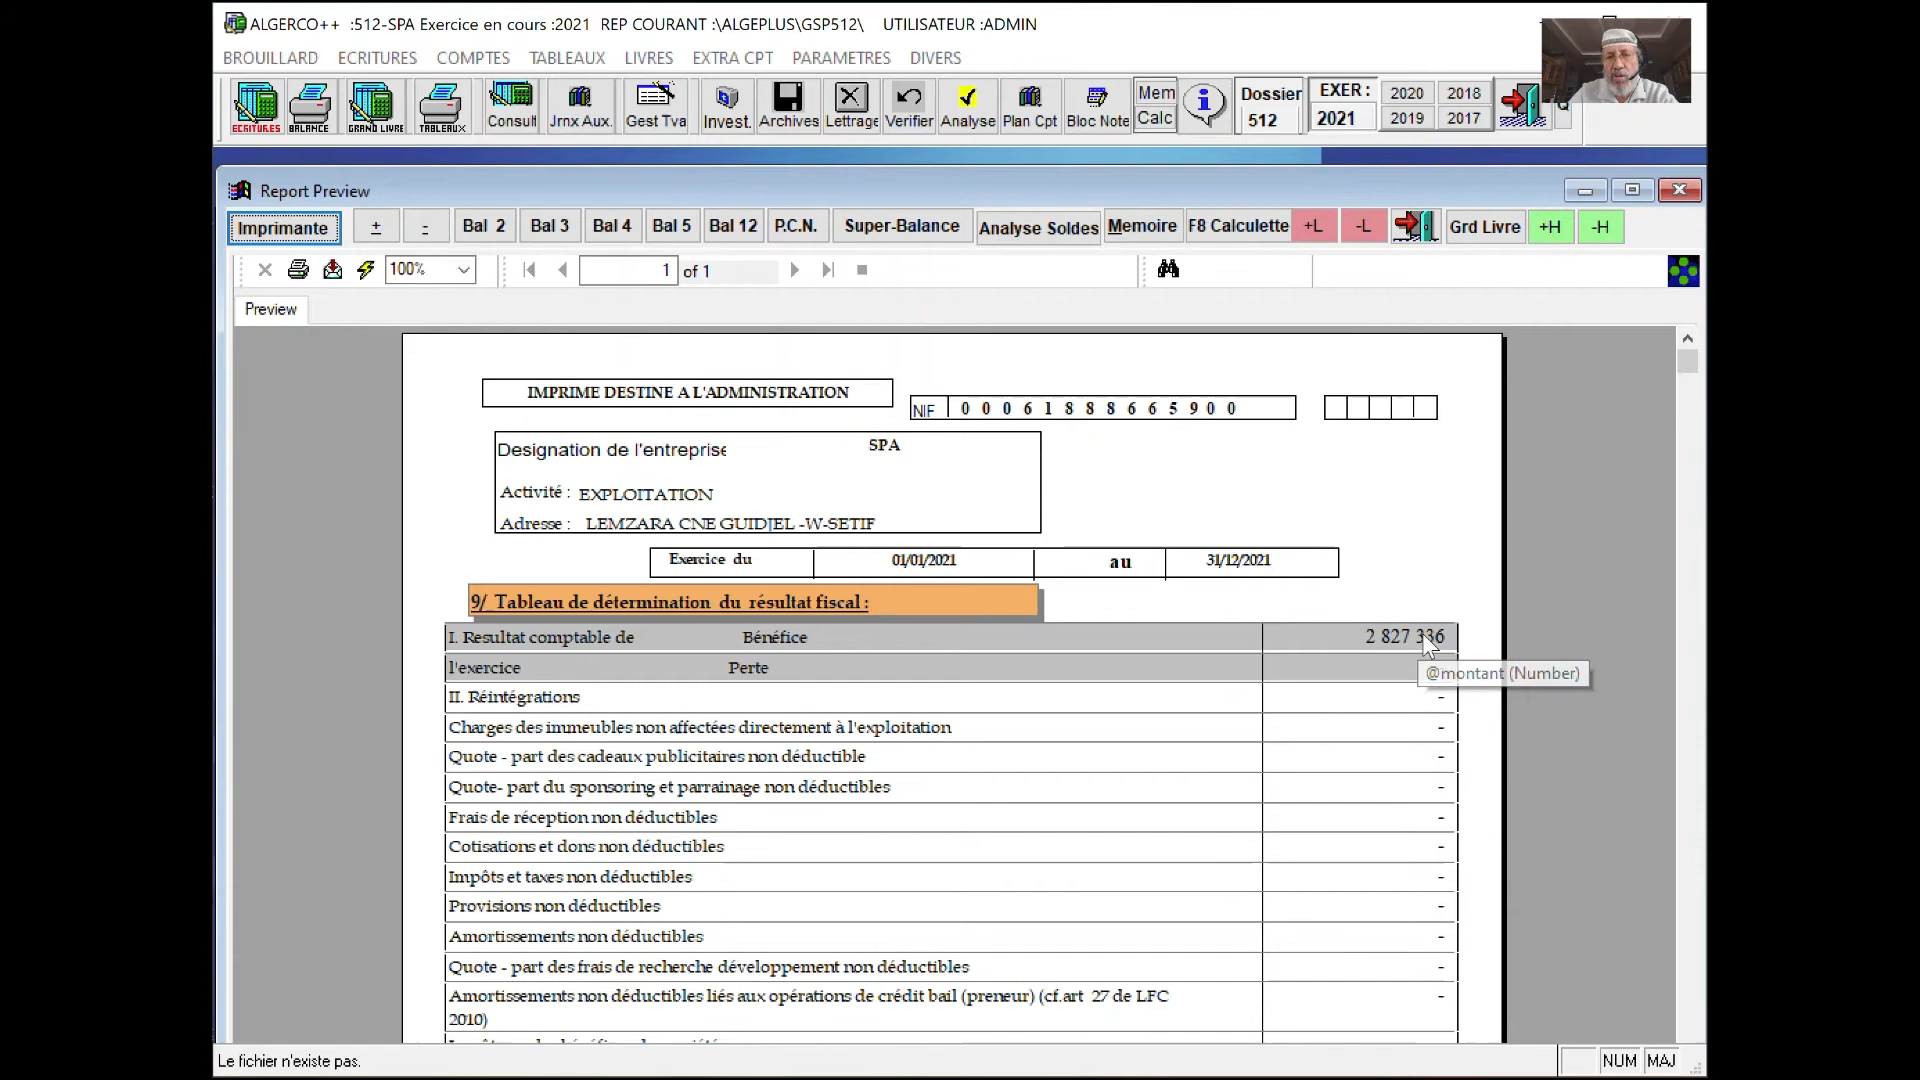 ALGERCO++ :512-SPA Exercice en cours :2021 REP COURANT :\ALGEPLUS\GSP512\ UTILISATEUR :ADMIN
BROUILLARD ECRITURES COMPTES TABLEAUX LIVRES EXTRA CPT PARAMETRES DIVERS
ECRITURES BALANCE GRAND LIVRE TABLEAUX Consult Jrnx Aux. Gest Tva Invest. Archives Lettrage Verifier Analyse Plan Cpt Bloc Note Mem Calc Dossier 512 EXER : 2021 2020 2018 2019 2017 Q
Report Preview
Imprimante + - Bal 2 Bal 3 Bal 4 Bal 5 Bal 12 P.C.N. Super-Balance Analyse Soldes Memoire F8 Calculette +L -L Grd Livre +H -H
100% 1 of 1
Preview
IMPRIME DESTINE A L'ADMINISTRATION
NIF 0 0 0 6 1 8 8 8 6 6 5 9 0 0
Designation de l'entreprise SPA
Activité : EXPLOITATION
Adresse : LEMZARA CNE GUIDJEL -W-SETIF
Exercice du 01/01/2021 au 31/12/2021
9/_Tableau de détermination du résultat fiscal :
I. Resultat comptable de Bénéfice 2 827 336
l'exercice Perte
@montant (Number)
II. Réintégrations -
Charges des immeubles non affectées directement à l'exploitation -
Quote - part des cadeaux publicitaires non déductible -
Quote- part du sponsoring et parrainage non déductibles -
Frais de réception non déductibles -
Cotisations et dons non déductibles -
Impôts et taxes non déductibles -
Provisions non déductibles -
Amortissements non déductibles -
Quote - part des frais de recherche développement non déductibles -
Amortissements non déductibles liés aux opérations de crédit bail (preneur) (cf.art 27 de LFC -
2010)
Le fichier n'existe pas. NUM MAJ